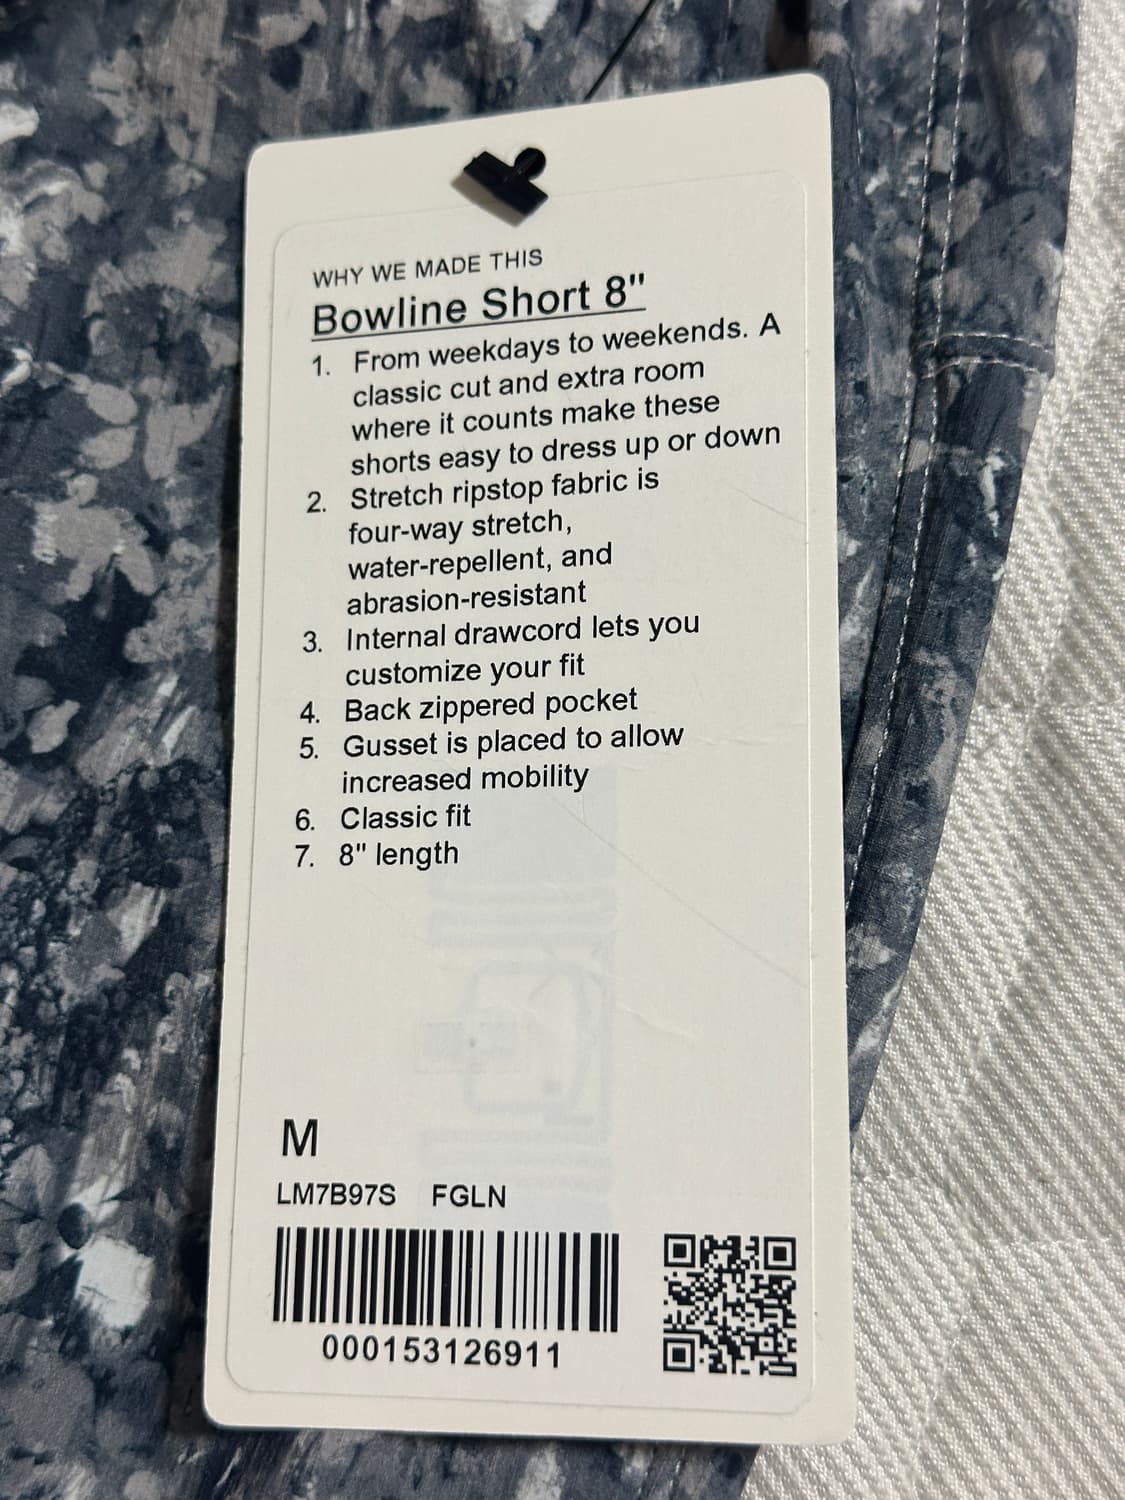 WHY WE MADE THIS
Bowline Short 8"
1. From weekdays to weekends. A
classic cut and extra room
where it counts make these
shorts easy to dress up or down
2. Stretch ripstop fabric is
four-way stretch,
water-repellent, and
abrasion-resistant
3. Internal drawcord lets you
customize your fit
4. Back zippered pocket
5. Gusset is placed to allow
increased mobility
6. Classic fit
7. 8" length
M
LM7B97S FGLN
000153126911